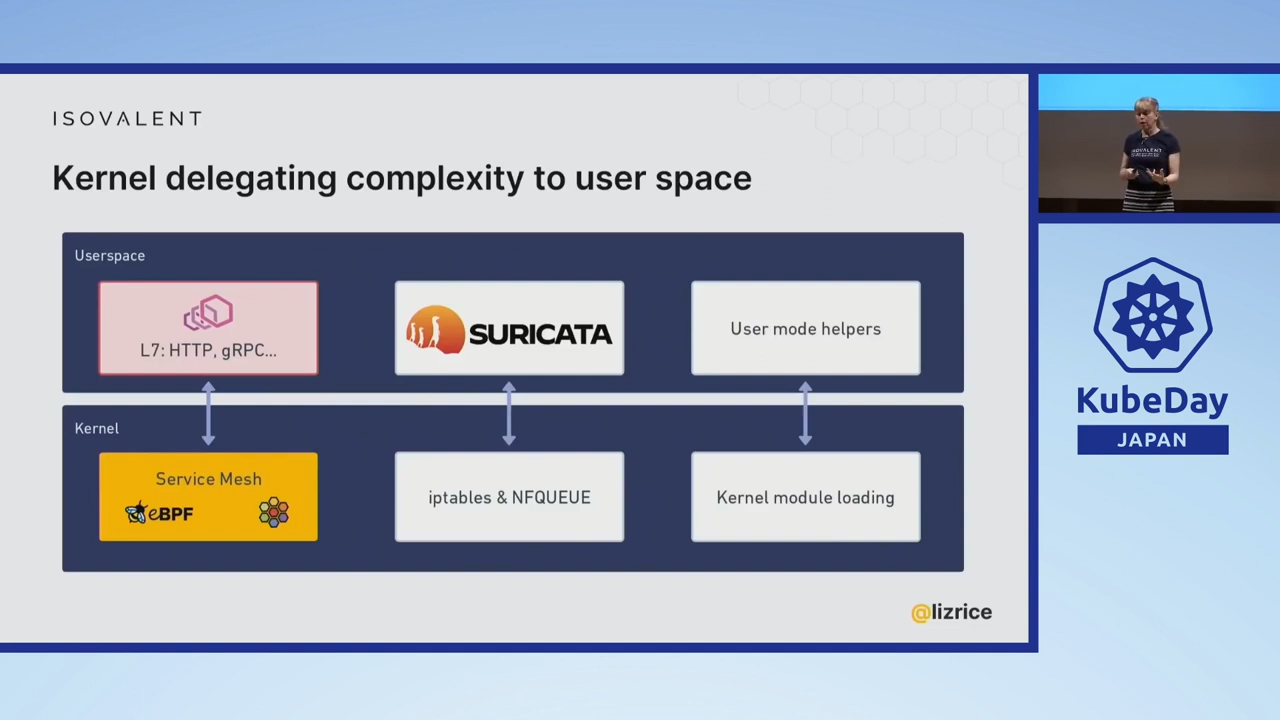 ISOVALENT
Kernel delegating complexity to user space
Userspace
L7: HTTP, gRPC...
SURICATA
User mode helpers
Kernel
Service Mesh
eBPF
iptables & NFQUEUE
Kernel module loading
@lizrice
ISOVALENT
KubeDay
JAPAN